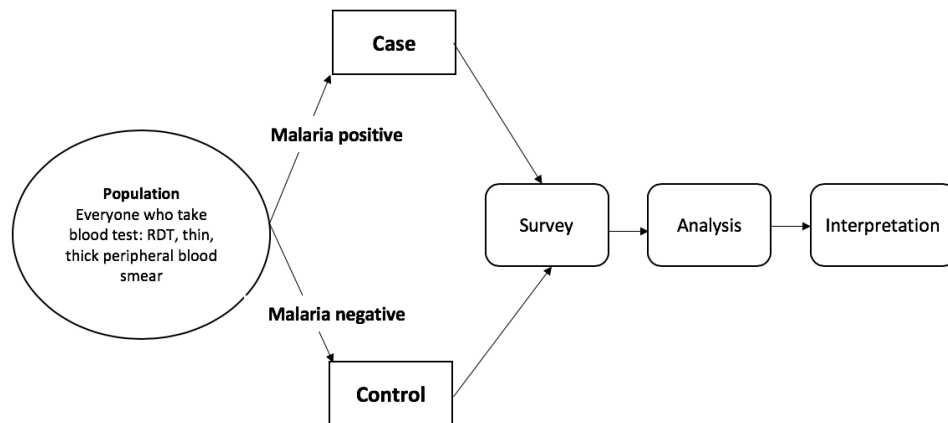 Case
Malaria positive
Population
Everyone who take
blood test: RDT, thin,
thick peripheral blood
smear
Survey
Analysis
Interpretation
Malaria negative
Control